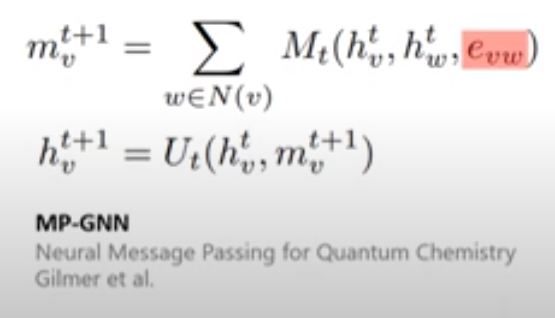 m_v^{t+1} = \sum_{w \in N(v)} M_t(h_v^t, h_w^t, e_{vw})
h_v^{t+1} = U_t(h_v^t, m_v^{t+1})
MP-GNN
Neural Message Passing for Quantum Chemistry
Gilmer et al.